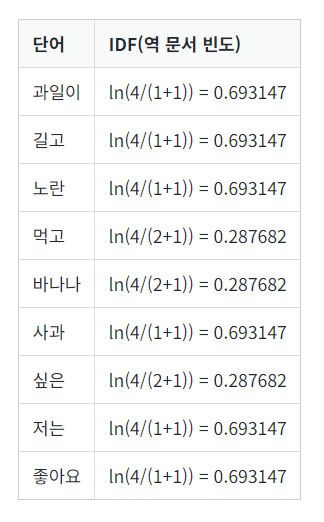 단어 IDF(역 문서 빈도)
과일이 ln(4/(1+1)) = 0.693147
길고 ln(4/(1+1)) = 0.693147
노란 ln(4/(1+1)) = 0.693147
먹고 ln(4/(2+1)) = 0.287682
바나나 ln(4/(2+1)) = 0.287682
사과 ln(4/(1+1)) = 0.693147
싶은 ln(4/(2+1)) = 0.287682
저는 ln(4/(1+1)) = 0.693147
좋아요 ln(4/(1+1)) = 0.693147